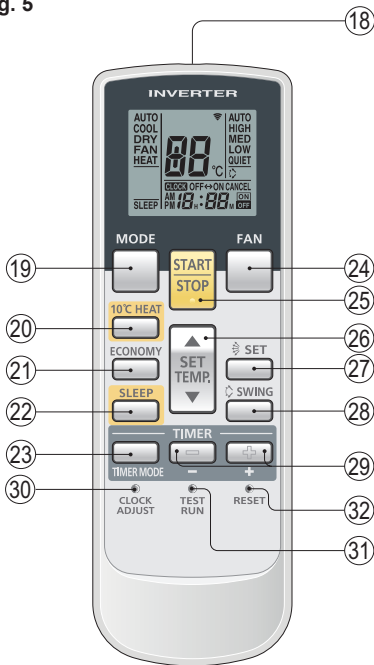 g. 5
18
INVERTER
AUTO
COOL
DRY
FAN
HEAT
AUTO
HIGH
MED
LOW
QUIET
88
°C
CLOCK OFF↔ON CANCEL
SLEEP
AM
PM
18 H : 88 M
ON
OFF
MODE
FAN
19
START
STOP
24
25
10°C HEAT
20
26
ECONOMY
21
SET
TEMP.
SET
27
SLEEP
22
SWING
28
TIMER
23
29
TIMER MODE
−
+
30
CLOCK
ADJUST
TEST
RUN
RESET
32
31